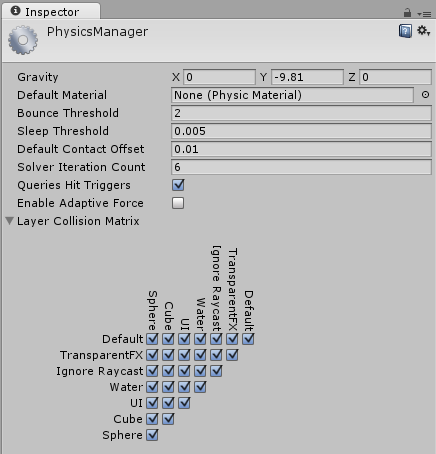 Inspector
PhysicsManager
Gravity X 0 Y -9.81 Z 0
Default Material None (Physic Material)
Bounce Threshold 2
Sleep Threshold 0.005
Default Contact Offset 0.01
Solver Iteration Count 6
Queries Hit Triggers
Enable Adaptive Force
Layer Collision Matrix
Sphere
Cube
UI
Water
Ignore Raycast
TransparentFX
Default
Default
TransparentFX
Ignore Raycast
Water
UI
Cube
Sphere